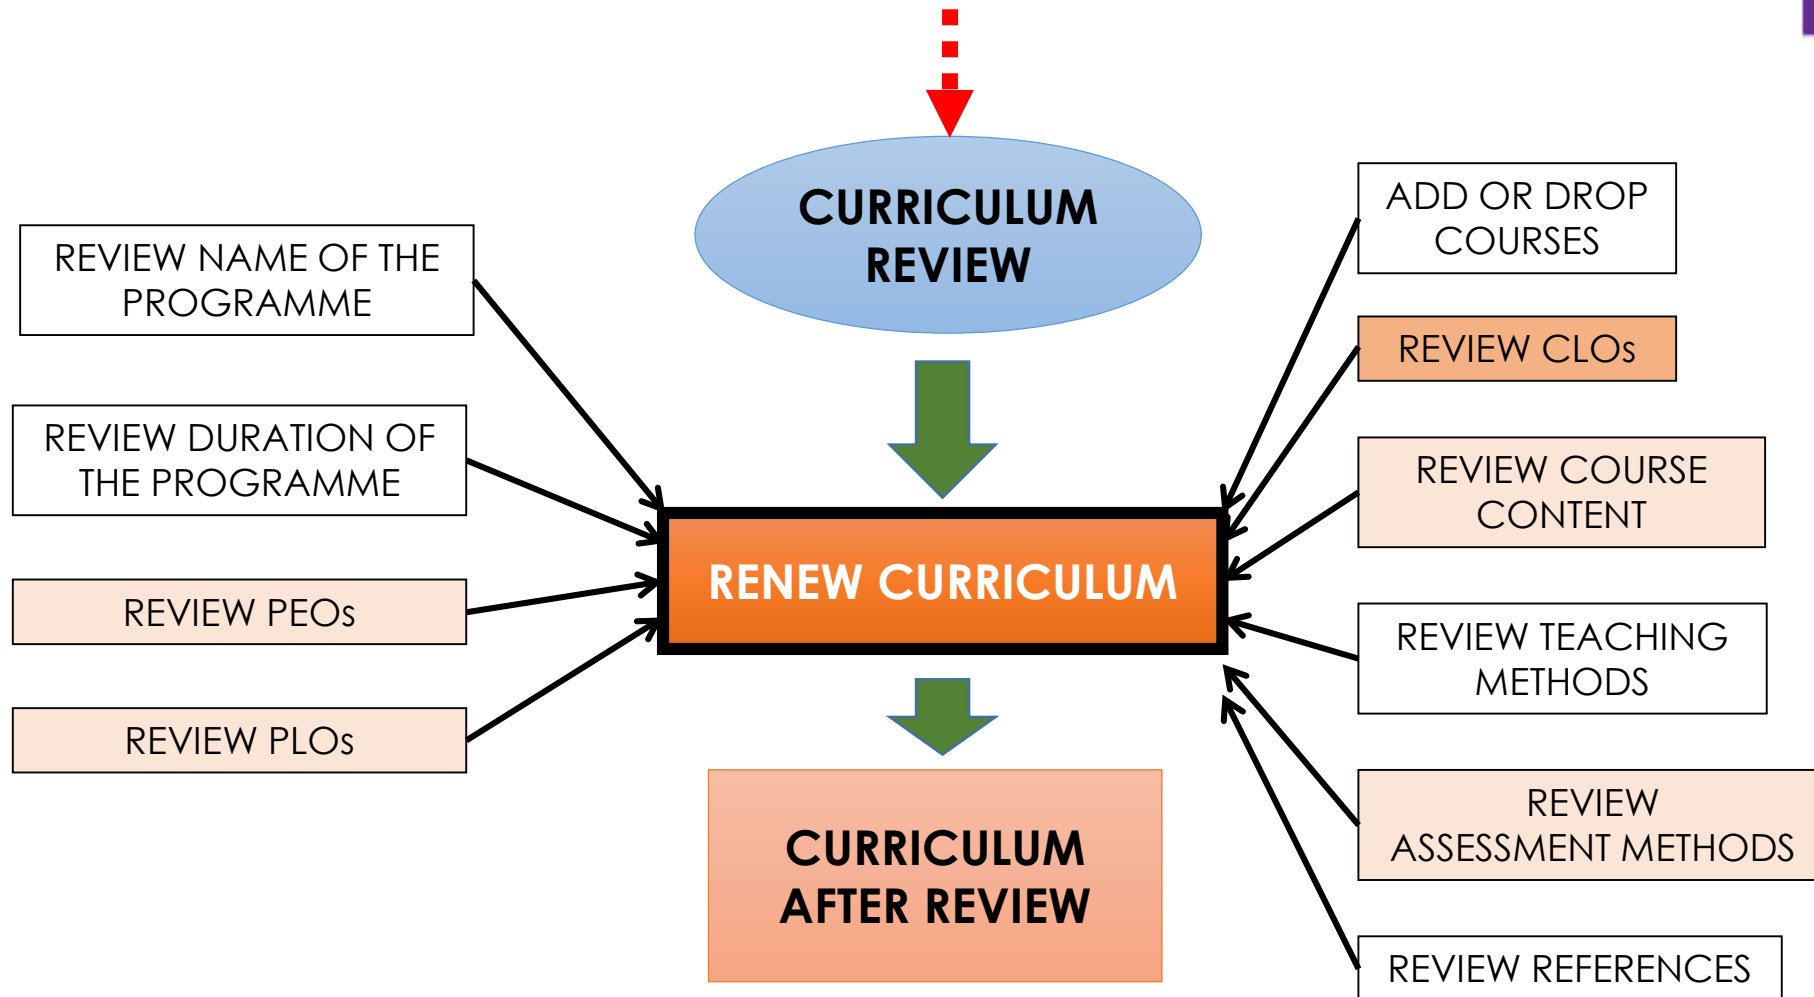 CURRICULUM
REVIEW
REVIEW NAME OF THE
PROGRAMME
REVIEW DURATION OF
THE PROGRAMME
REVIEW PEOs
REVIEW PLOs
RENEW CURRICULUM
CURRICULUM
AFTER REVIEW
ADD OR DROP
COURSES
REVIEW CLOs
REVIEW COURSE
CONTENT
REVIEW TEACHING
METHODS
REVIEW
ASSESSMENT METHODS
REVIEW REFERENCES